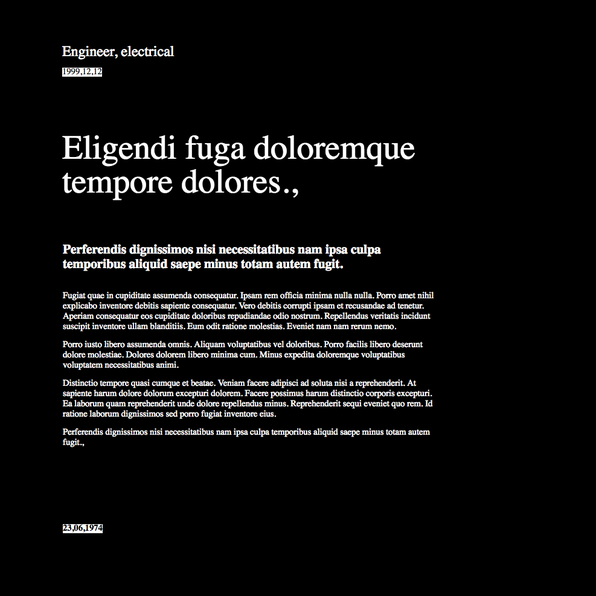 Engineer, electrical
1999,12,12
Eligendi fuga doloremque
tempore dolores.,
Perferendis dignissimos nisi necessitatibus nam ipsa culpa
temporibus aliquid saepe minus totam autem fugit.
Fugiat quae in cupiditate assumenda consequatur. Ipsam rem officia minima nulla nulla. Porro amet nihil
explicabo inventore debitis sapiente consequatur. Vero debitis corrupti ipsam et recusandae ad tenetur.
Aperiam consequatur eos cupiditate doloribus repudiandae odio nostrum. Repellendus veritatis incidunt
suscipit inventore ullam blanditiis. Eum odit ratione molestias. Eveniet nam nam rerum nemo.
Porro iusto libero assumenda omnis. Aliquam voluptatibus vel doloribus. Porro facilis libero deserunt
dolore molestiae. Dolores dolorem libero minima cum. Minus expedita doloremque voluptatibus
voluptatem necessitatibus animi.
Distinctio tempore quasi cumque et beatae. Veniam facere adipisci ad soluta nisi a reprehenderit. At
sapiente harum dolore dolorum excepturi dolorem. Facere possimus harum distinctio corporis excepturi.
Ea laborum quam reprehenderit unde dolore repellendus minus. Reprehenderit sequi eveniet quo rem. Id
ratione laborum dignissimos sed porro fugiat inventore eius.
Perferendis dignissimos nisi necessitatibus nam ipsa culpa temporibus aliquid saepe minus totam autem
fugit.,
23,06,1974